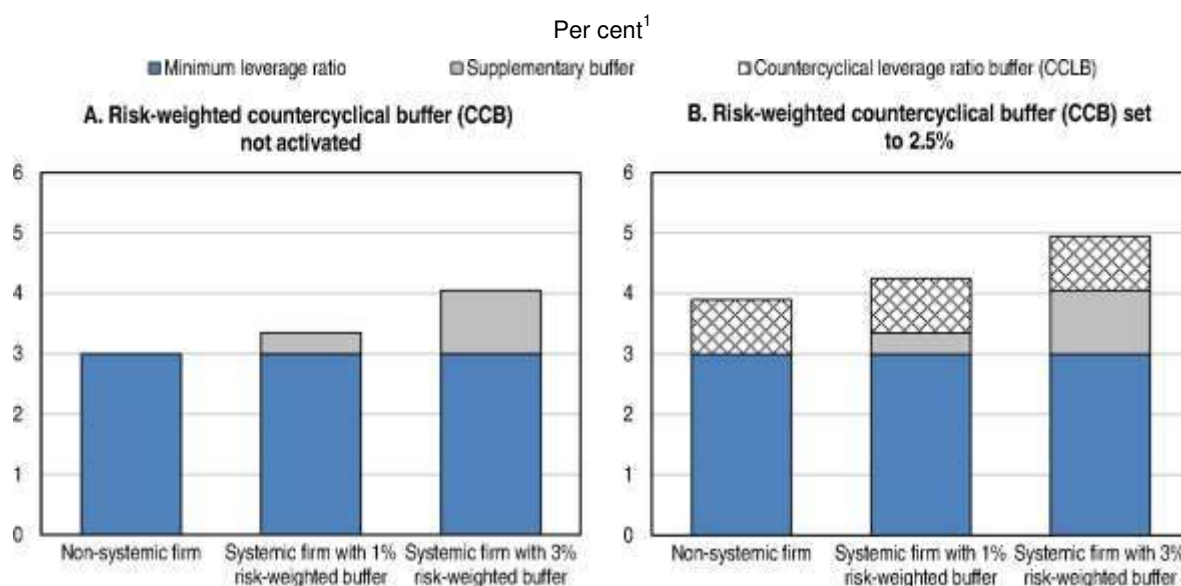 Per cent¹
Minimum leverage ratio Supplementary buffer Countercyclical leverage ratio buffer (CCLB)
A. Risk-weighted countercyclical buffer (CCB)
not activated
6
5
4
3
2
1
0
Non-systemic firm Systemic firm with 1% Systemic firm with 3%
risk-weighted buffer risk-weighted buffer
B. Risk-weighted countercyclical buffer (CCB) set
to 2.5%
6
5
4
3
2
1
0
Non-systemic firm Systemic firm with 1% Systemic firm with 3%
risk-weighted buffer risk-weighted buffer